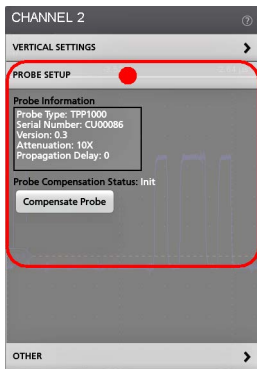 CHANNEL 2
VERTICAL SETTINGS
PROBE SETUP
Probe Information
Probe Type: TPP1000
Serial Number: CU00086
Version: 0.3
Attenuation: 10X
Propagation Delay: 0
Probe Compensation Status: Init
Compensate Probe
OTHER